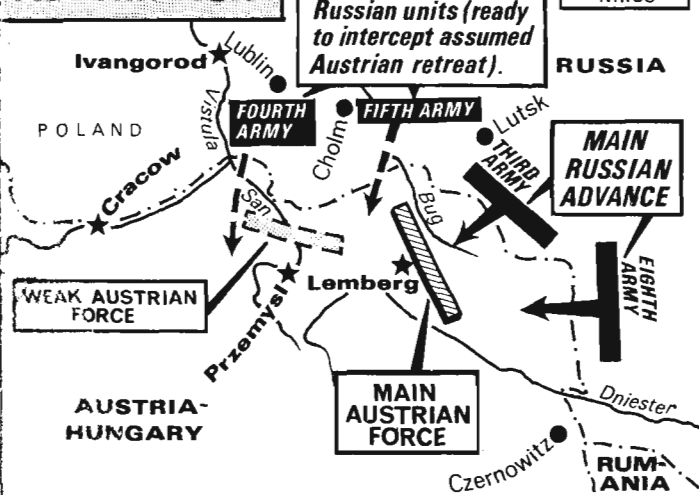 Russian units (ready
to intercept assumed
Austrian retreat).
Ivangorod
Lublin
RUSSIA
Vistula
FOURTH
ARMY
FIFTH ARMY
Lutsk
POLAND
Cholm
THIRD
ARMY
MAIN
RUSSIAN
ADVANCE
Cracow
San
Bug
EIGHTH
ARMY
WEAK AUSTRIAN
FORCE
Lemberg
Przemysl
MAIN
AUSTRIAN
FORCE
AUSTRIA-
HUNGARY
Dniester
Czernowitz
RUM-
ANIA